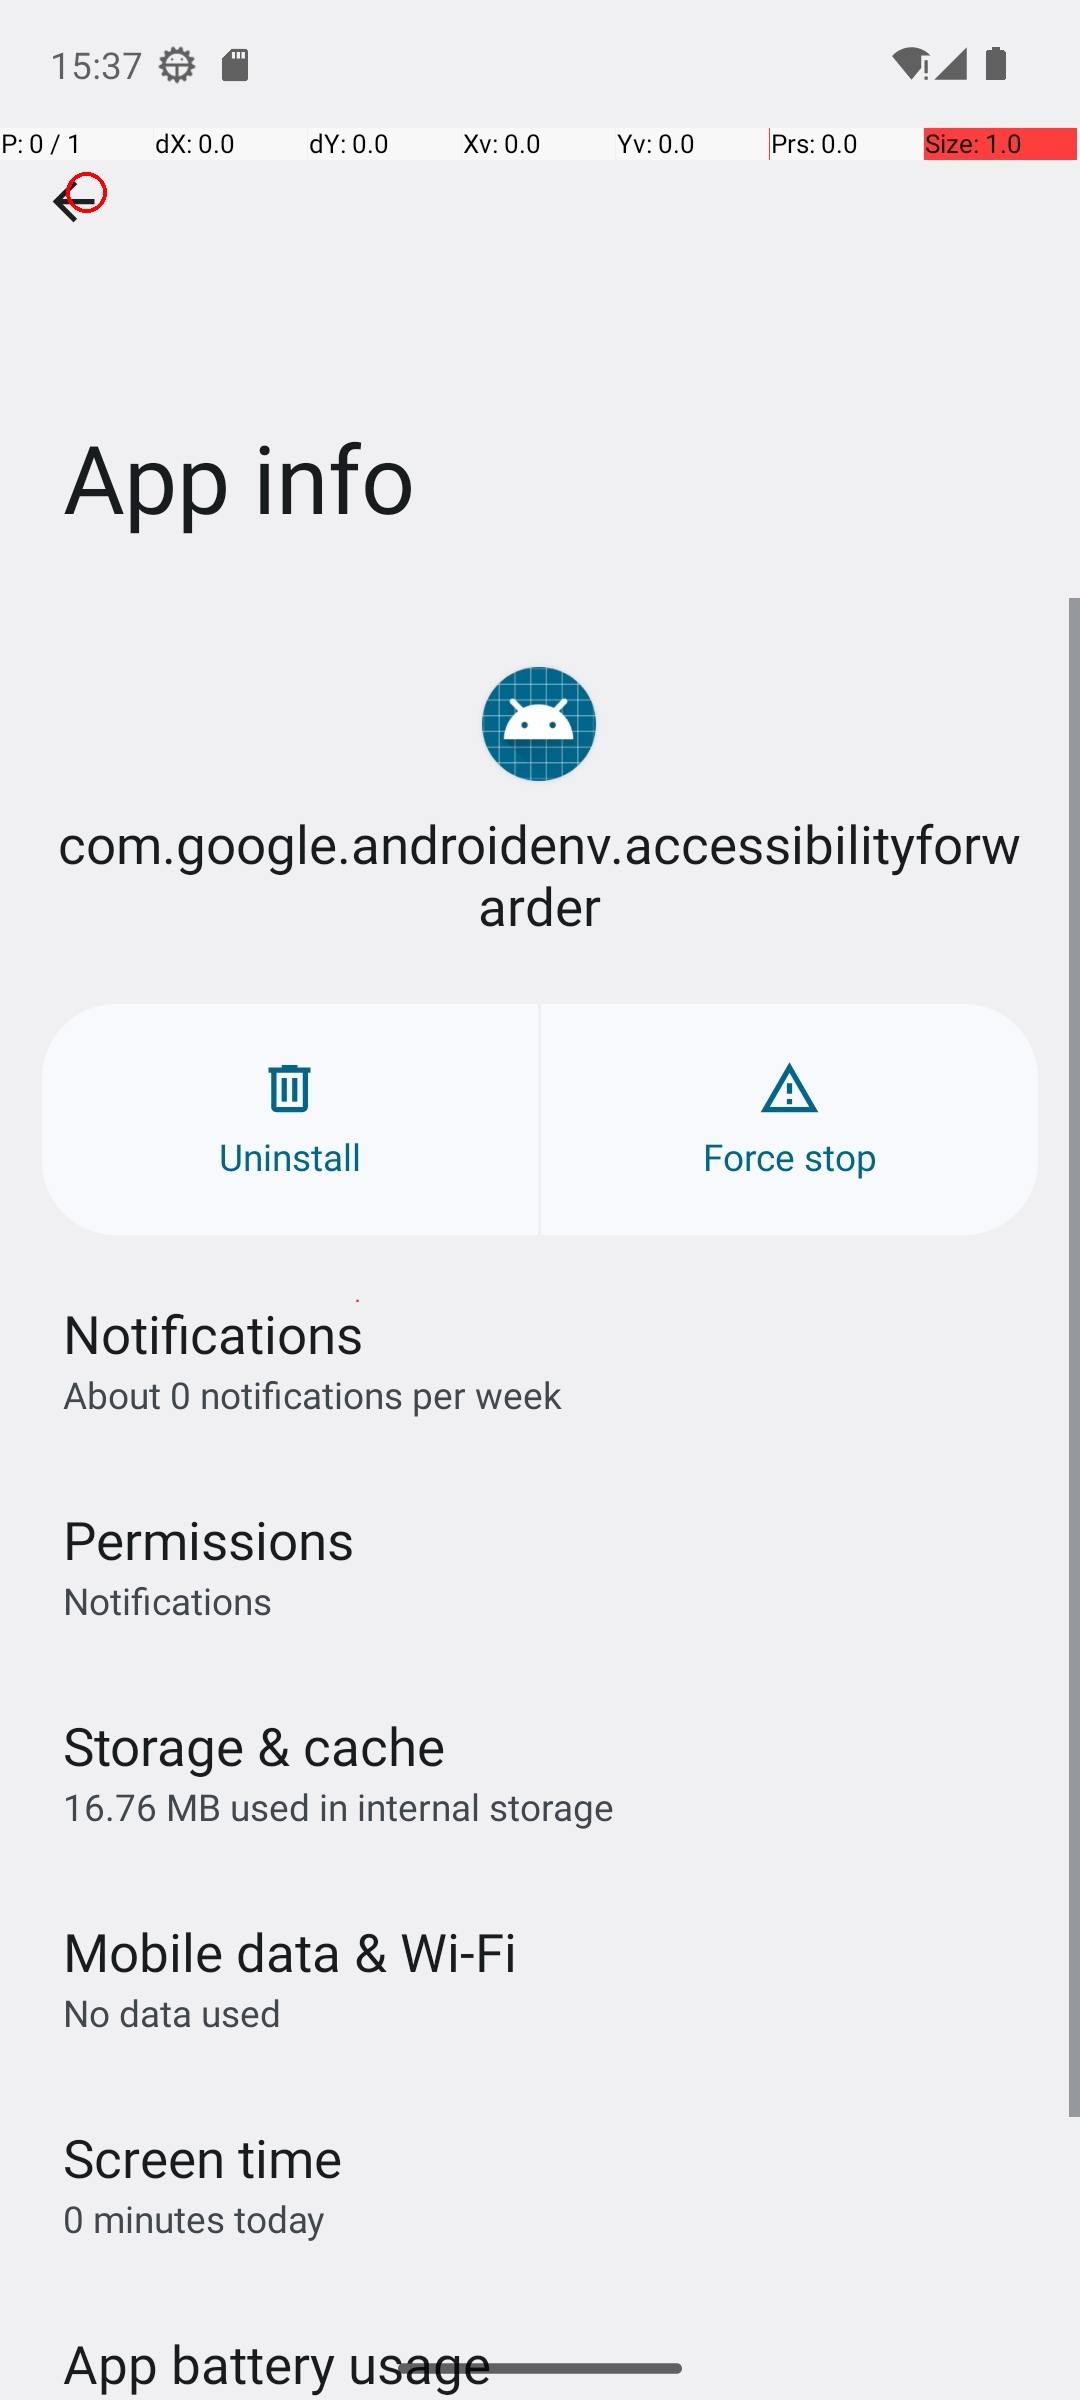 15:37
P: 0 / 1 dX: 0.0 dY: 0.0 Xv: 0.0 Yv: 0.0 Prs: 0.0 Size: 1.0
App info
com.google.androidenv.accessibilityforw
arder
Uninstall Force stop
Notifications
About 0 notifications per week
Permissions
Notifications
Storage & cache
16.76 MB used in internal storage
Mobile data & Wi-Fi
No data used
Screen time
0 minutes today
App battery usage